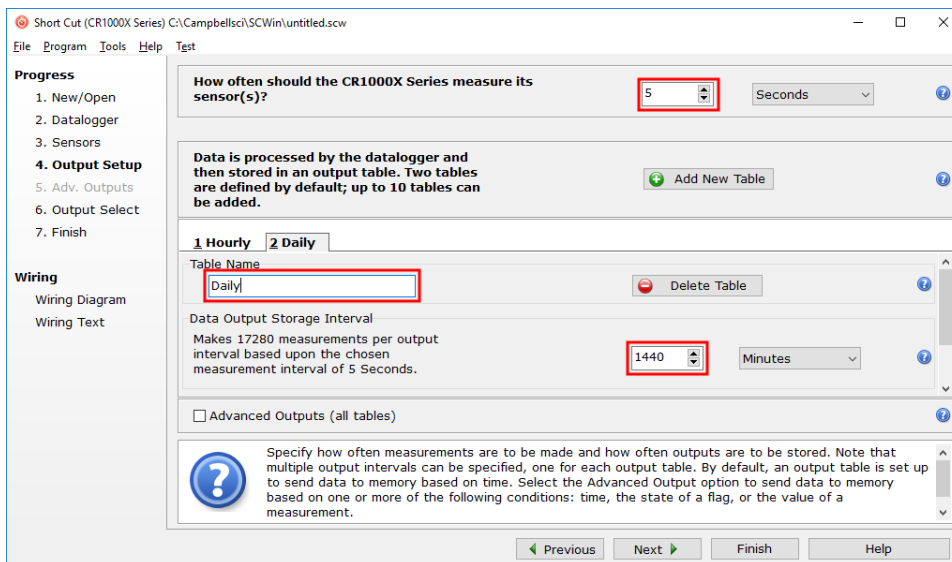 Short Cut (CR1000X Series) C:\Campbellsci\SCWin\untitled.scw
File Program Tools Help Test
Progress
1. New/Open
2. Datalogger
3. Sensors
4. Output Setup
5. Adv. Outputs
6. Output Select
7. Finish
Wiring
Wiring Diagram
Wiring Text
How often should the CR1000X Series measure its
sensor(s)?
5 Seconds
Data is processed by the datalogger and
then stored in an output table. Two tables
are defined by default; up to 10 tables can
be added.
Add New Table
1 Hourly 2 Daily
Table Name
Daily
Delete Table
Data Output Storage Interval
Makes 17280 measurements per output
interval based upon the chosen
measurement interval of 5 Seconds.
1440 Minutes
Advanced Outputs (all tables)
Specify how often measurements are to be made and how often outputs are to be stored. Note that
multiple output intervals can be specified, one for each output table. By default, an output table is set up
to send data to memory based on time. Select the Advanced Output option to send data to memory
based on one or more of the following conditions: time, the state of a flag, or the value of a
measurement.
Previous Next Finish Help